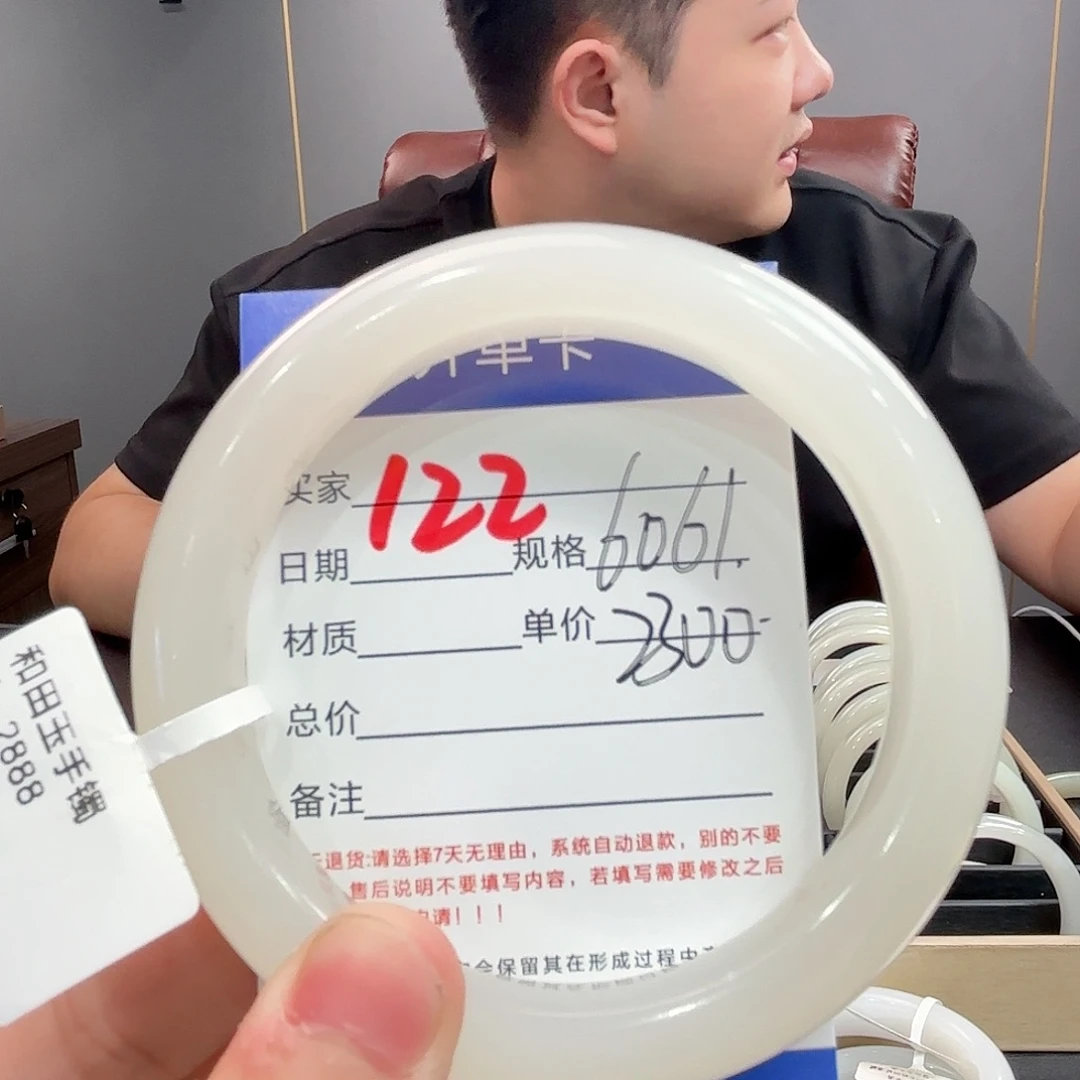 开单卡
买家 122
日期 规格 6061.
材质 单价 2300-
总价
备注
退货:请选择7天无理由，系统自动退款，别的不要
售后说明不要填写内容，若填写需要修改之后
申请！！！
会保留其在形成过程中
和田玉手镯
2888